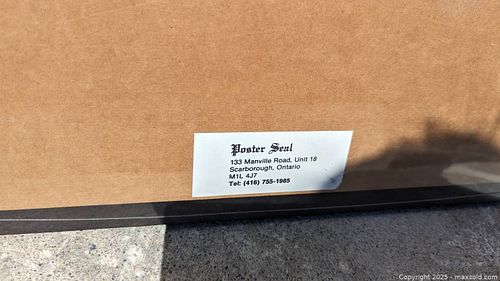 Poster Seal
133 Manville Road, Unit 18
Scarborough, Ontario
M1L 4J7
Tel: (416) 755-1985
Copyright © 2025 - maxsold.com